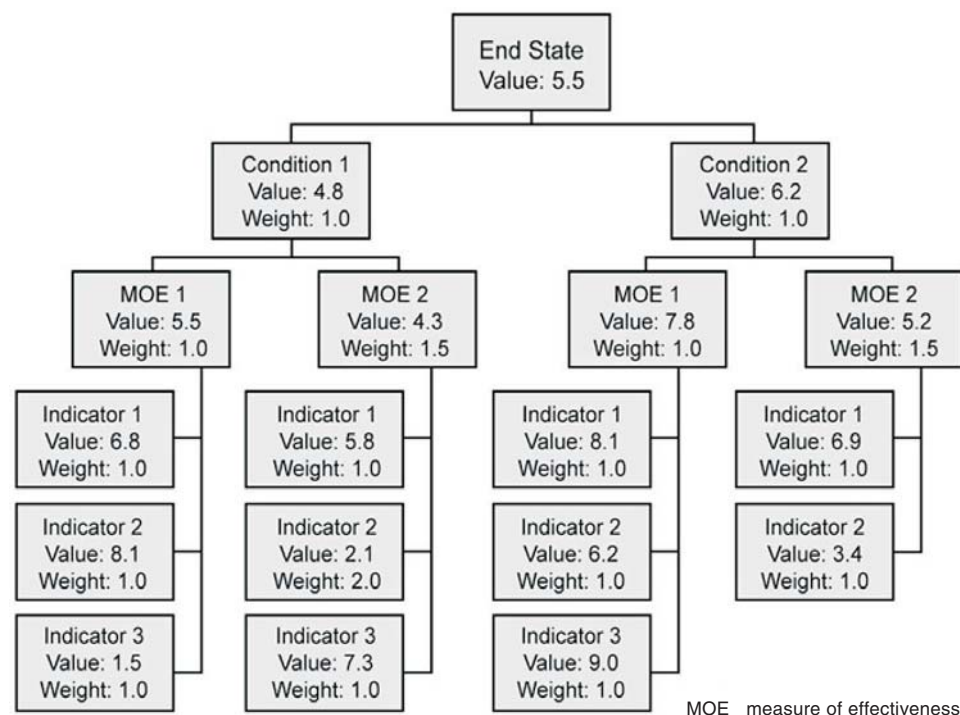 End State
Value: 5.5
Condition 1
Value: 4.8
Weight: 1.0
Condition 2
Value: 6.2
Weight: 1.0
MOE 1
Value: 5.5
Weight: 1.0
MOE 2
Value: 4.3
Weight: 1.5
MOE 1
Value: 7.8
Weight: 1.0
MOE 2
Value: 5.2
Weight: 1.5
Indicator 1
Value: 6.8
Weight: 1.0
Indicator 2
Value: 8.1
Weight: 1.0
Indicator 3
Value: 1.5
Weight: 1.0
Indicator 1
Value: 5.8
Weight: 1.0
Indicator 2
Value: 2.1
Weight: 2.0
Indicator 3
Value: 7.3
Weight: 1.0
Indicator 1
Value: 8.1
Weight: 1.0
Indicator 2
Value: 6.2
Weight: 1.0
Indicator 3
Value: 9.0
Weight: 1.0
Indicator 1
Value: 6.9
Weight: 1.0
Indicator 2
Value: 3.4
Weight: 1.0
MOE measure of effectiveness